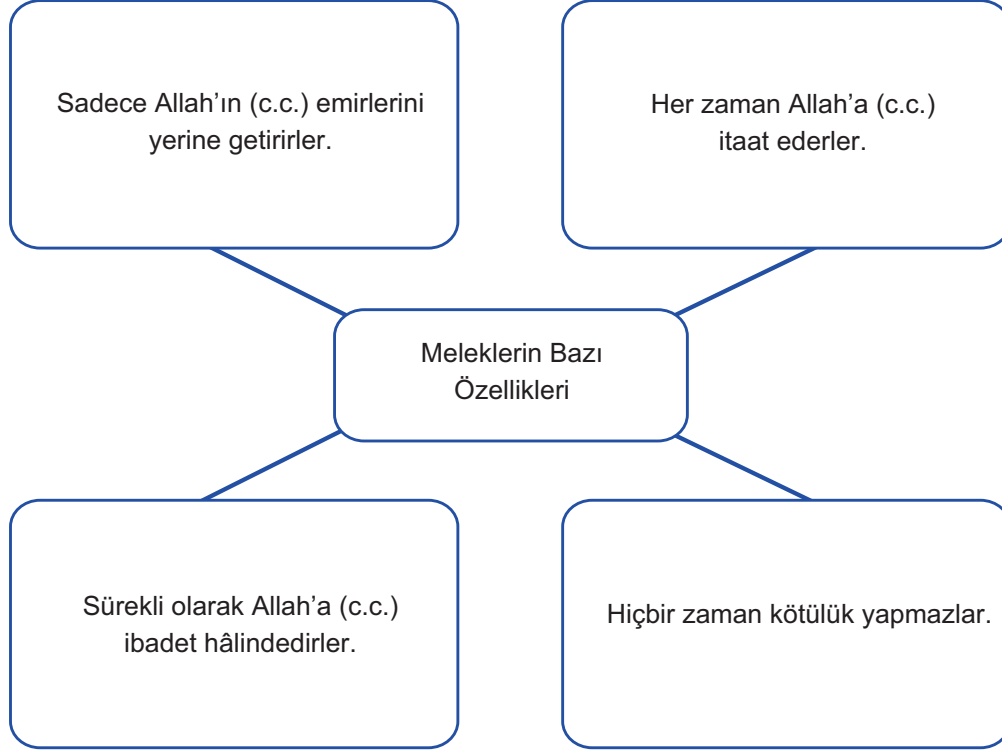 Sadece Allah’ın (c.c.) emirlerini
yerine getirirler.
Her zaman Allah’a (c.c.)
itaat ederler.
Meleklerin Bazı
Özellikleri
Sürekli olarak Allah’a (c.c.)
ibadet hâlindedirler.
Hiçbir zaman kötülük yapmazlar.